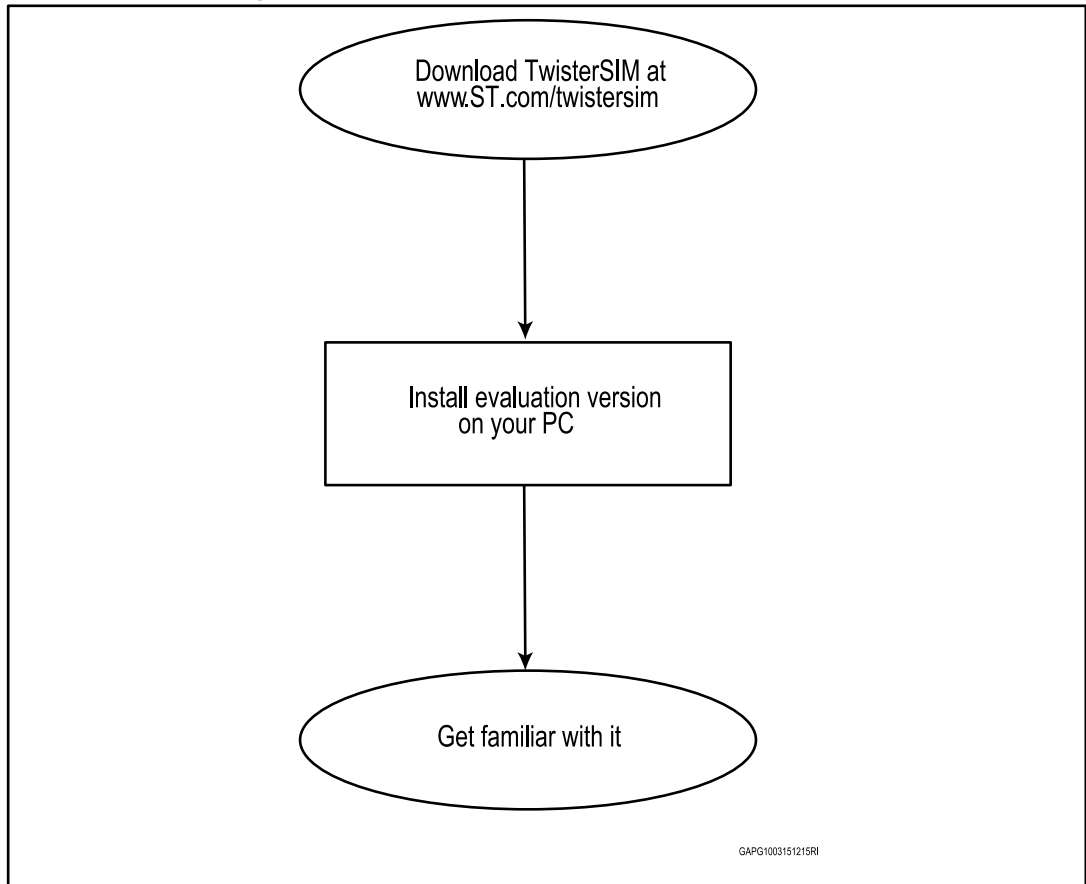 Download TwisterSIM at
www.ST.com/twistersim
Install evaluation version
on your PC
Get familiar with it
GAPG1003151215RI